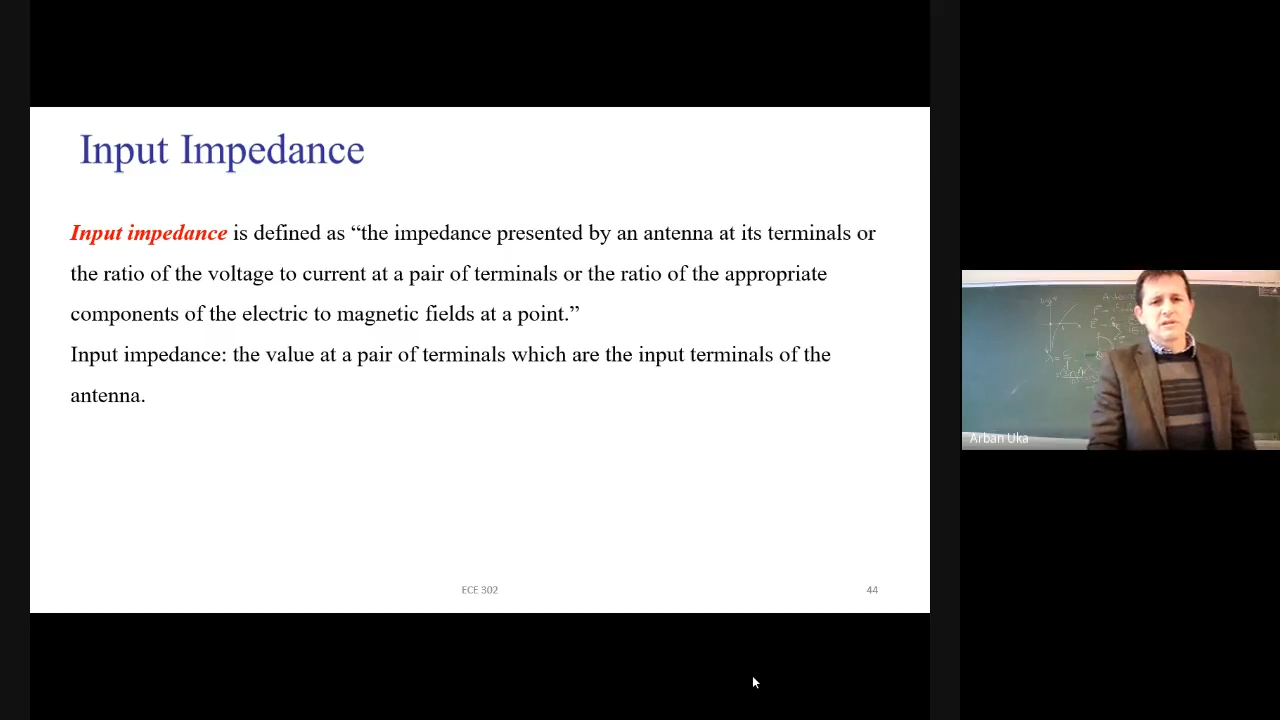 Input Impedance
Input impedance is defined as “the impedance presented by an antenna at its terminals or
the ratio of the voltage to current at a pair of terminals or the ratio of the appropriate
components of the electric to magnetic fields at a point.”
Input impedance: the value at a pair of terminals which are the input terminals of the
antenna.
ECE 302
44
Arban Uka